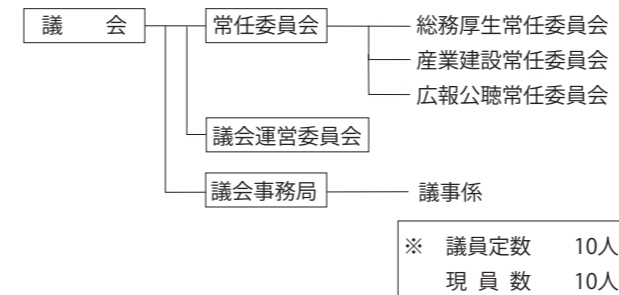 議　会
常任委員会
総務厚生常任委員会
産業建設常任委員会
広報公聴常任委員会
議会運営委員会
議会事務局
議事係
※　議員定数　10人
現員数　10人